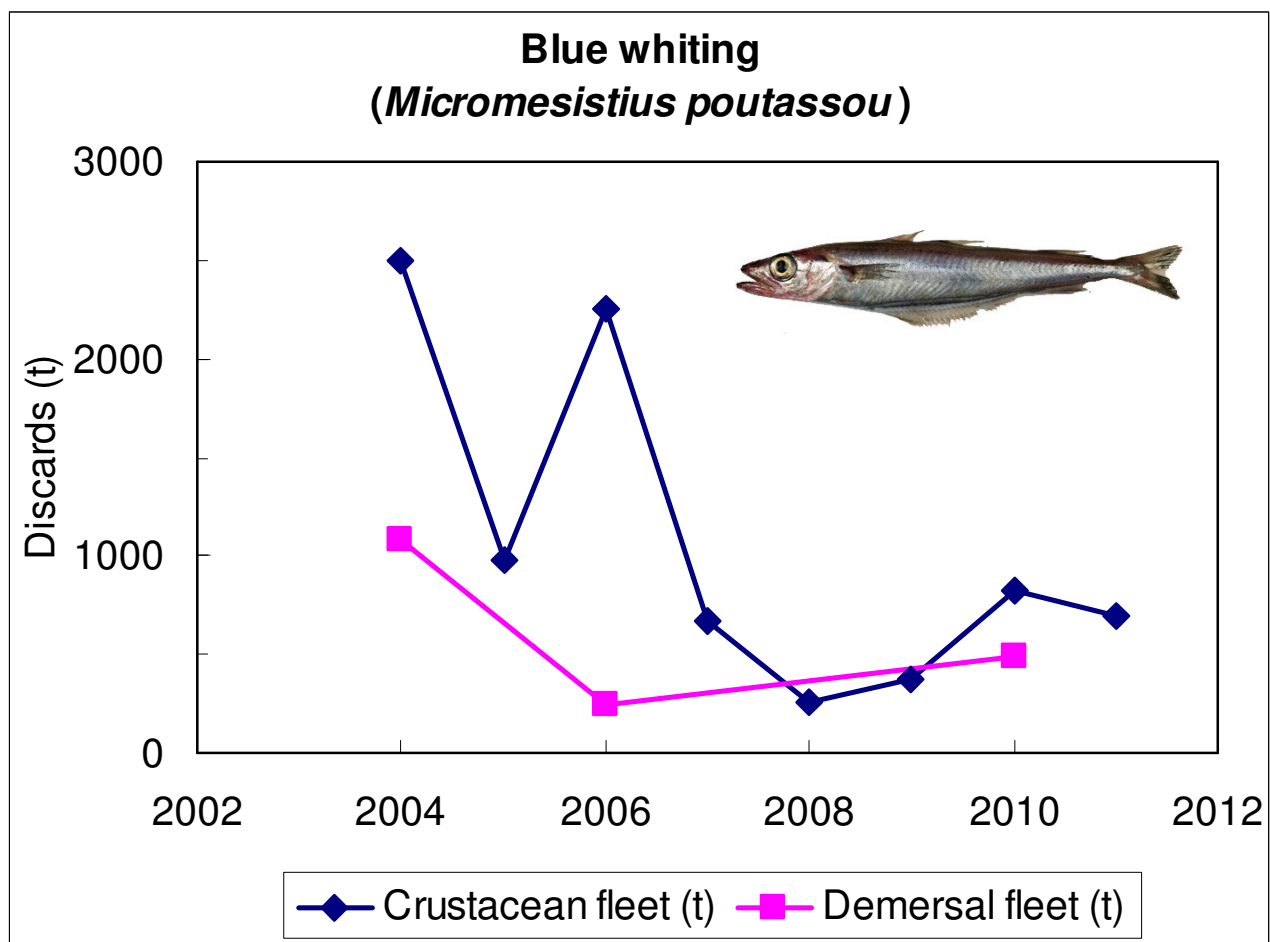 Blue whiting
(Micromesistius poutassou )
3000
2000
1000
0
Discards (t)
2002 2004 2006 2008 2010 2012
Crustacean fleet (t) Demersal fleet (t)